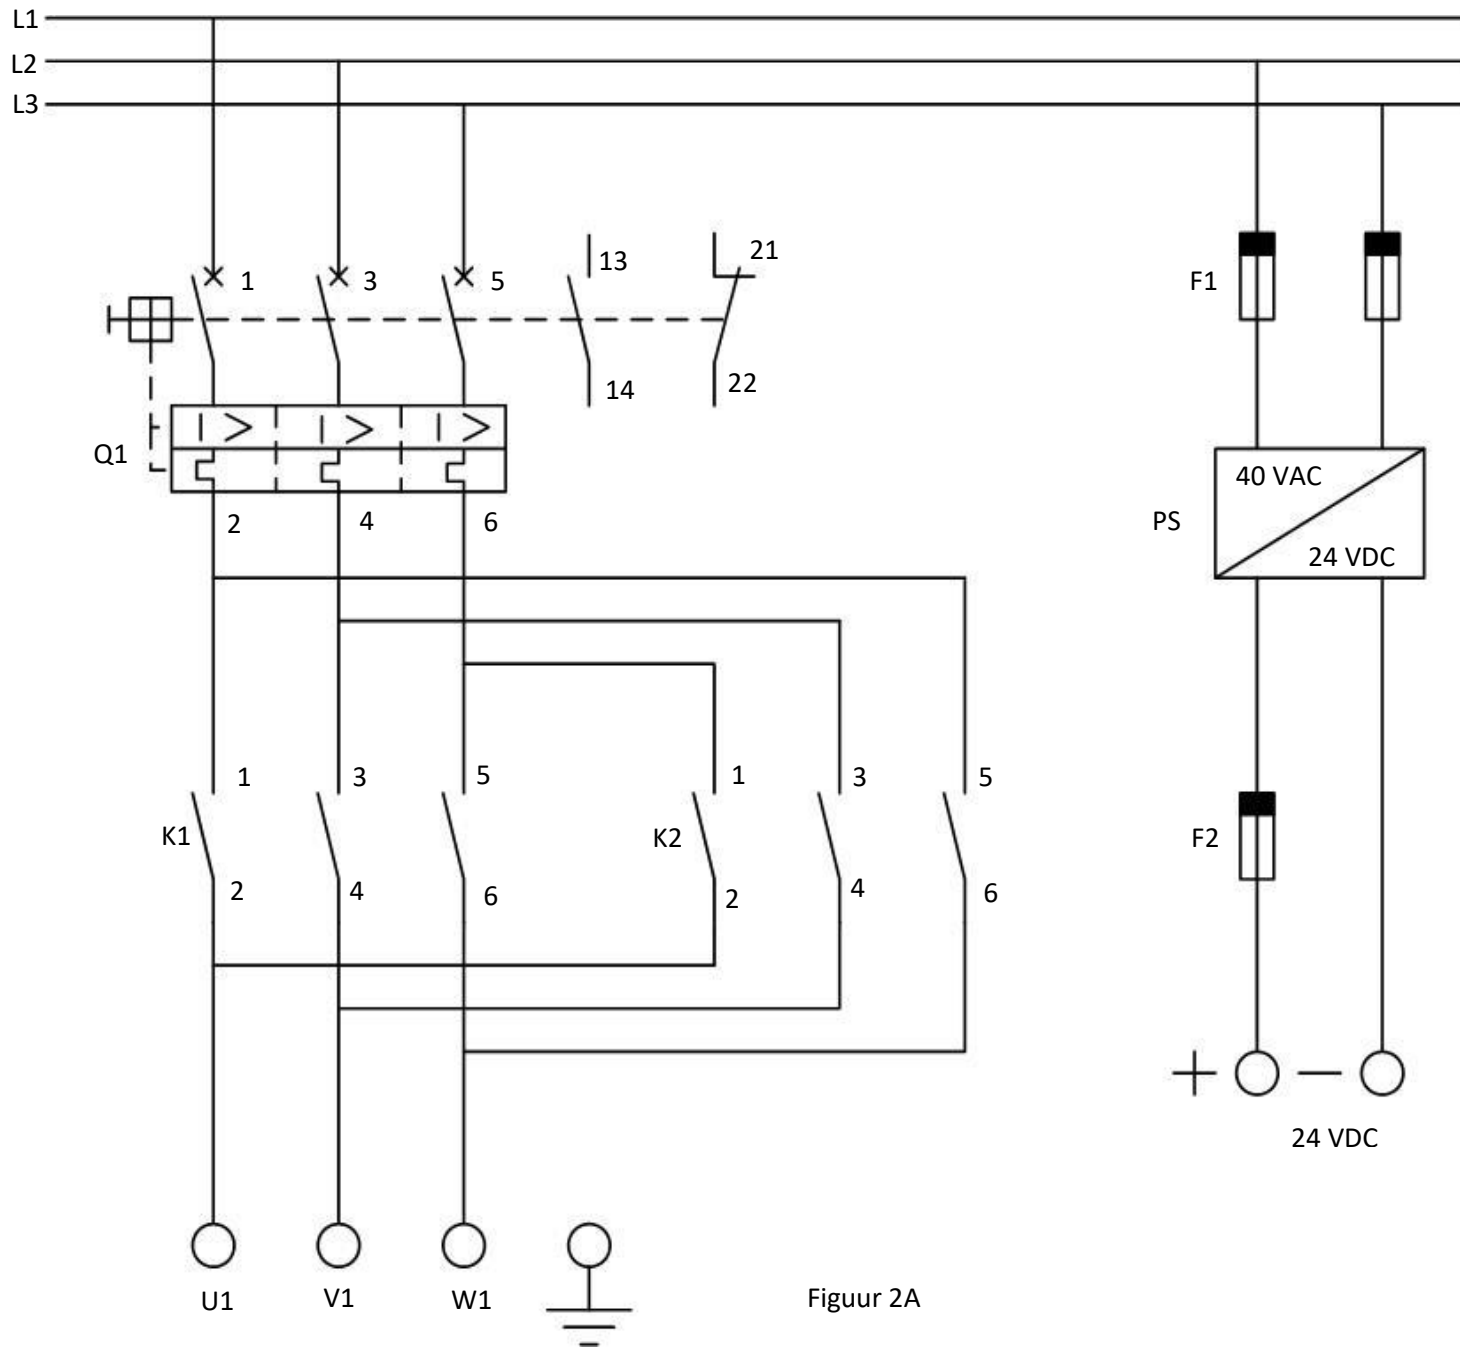 L1
L2
L3
1 3 5 13 21
F1
14 22
I > I > I >
Q1
40 VAC
PS
24 VDC
2 4 6
1 3 5 1 3 5
K1 K2 F2
2 4 6 2 4 6
+ —
24 VDC
U1 V1 W1
Figuur 2A